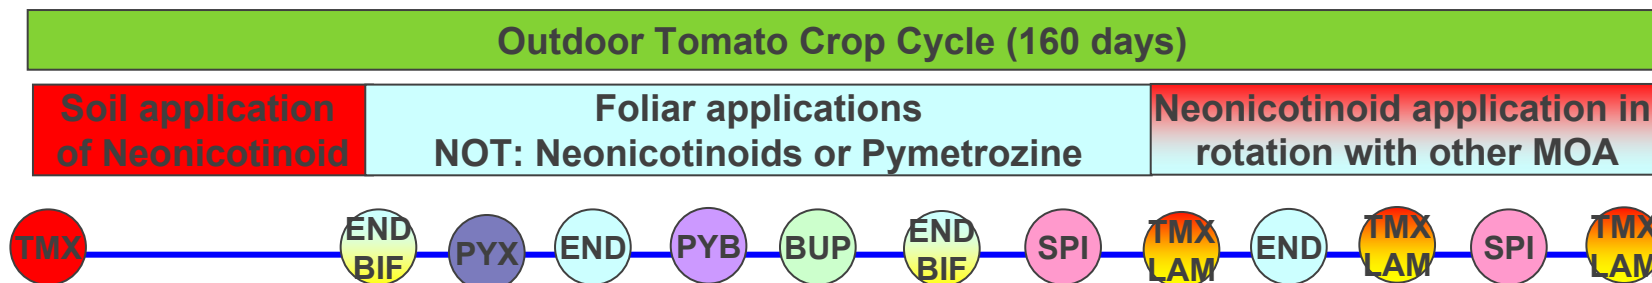 Outdoor Tomato Crop Cycle (160 days)
Soil application
of Neonicotinoid
Foliar applications
NOT: Neonicotinoids or Pymetrozine
Neonicotinoid application in
rotation with other MOA
TMX
END
BIF
PYX
END
PYB
BUP
END
BIF
SPI
TMX
LAM
END
TMX
LAM
SPI
TMX
LAM